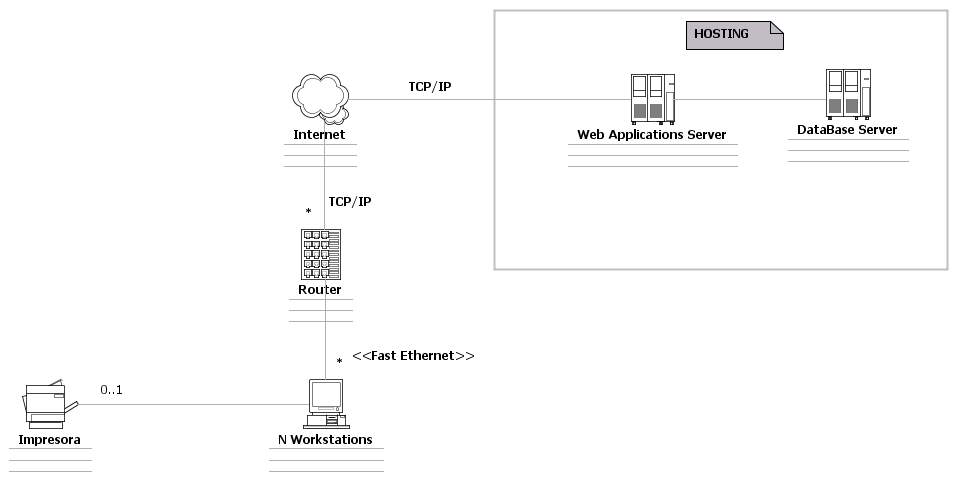 HOSTING
TCP/IP
Internet
Web Applications Server
DataBase Server
TCP/IP
*
Router
<<Fast Ethernet>>
*
0..1
Impresora
N Workstations